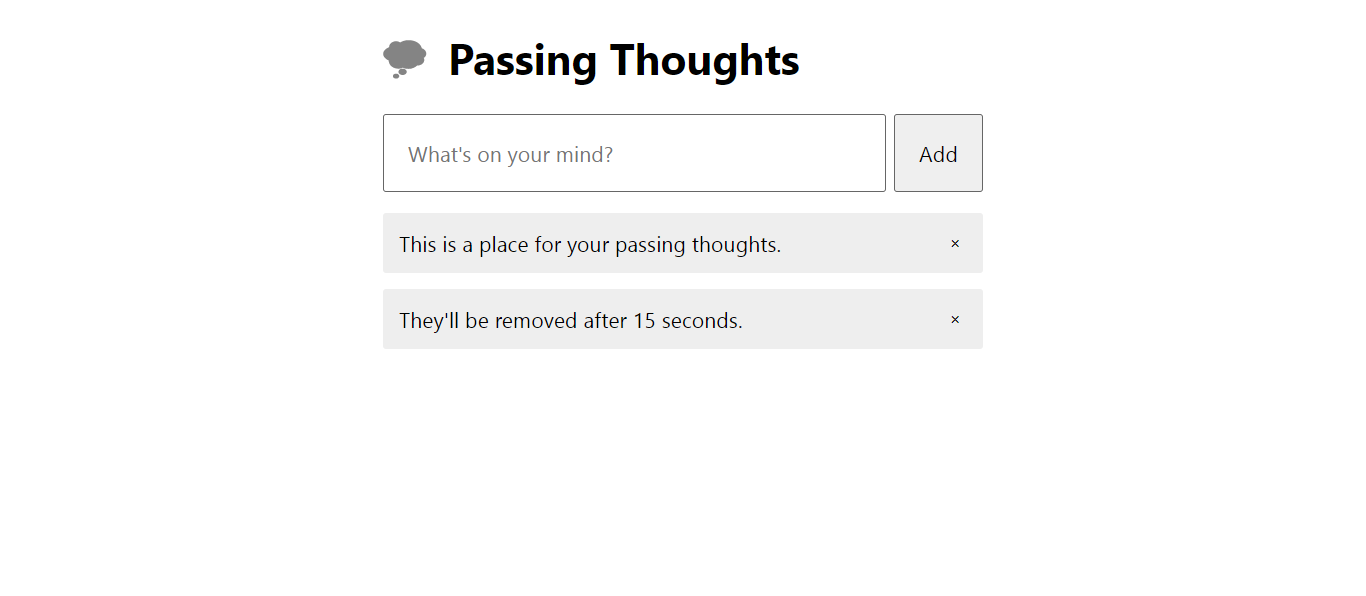 Passing Thoughts
What's on your mind?
Add
This is a place for your passing thoughts.
×
They'll be removed after 15 seconds.
×